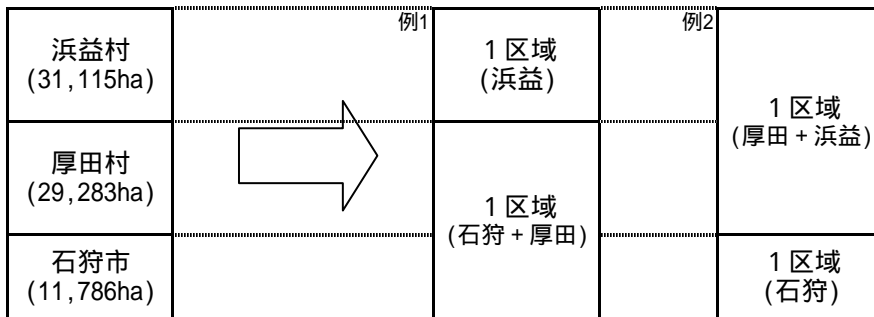 浜益村
(31,115ha)
厚田村
(29,283ha)
石狩市
(11,786ha)
例1
1区域
(浜益)
1区域
(石狩+厚田)
例2
1区域
(厚田+浜益)
1区域
(石狩)